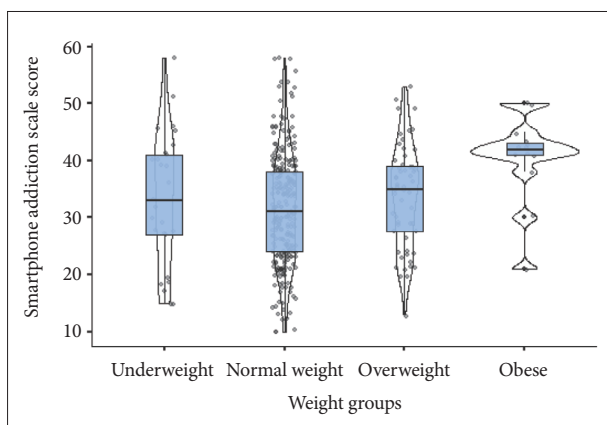 Smartphone addiction scale score
60
50
40
30
20
10
Underweight Normal weight Overweight Obese
Weight groups